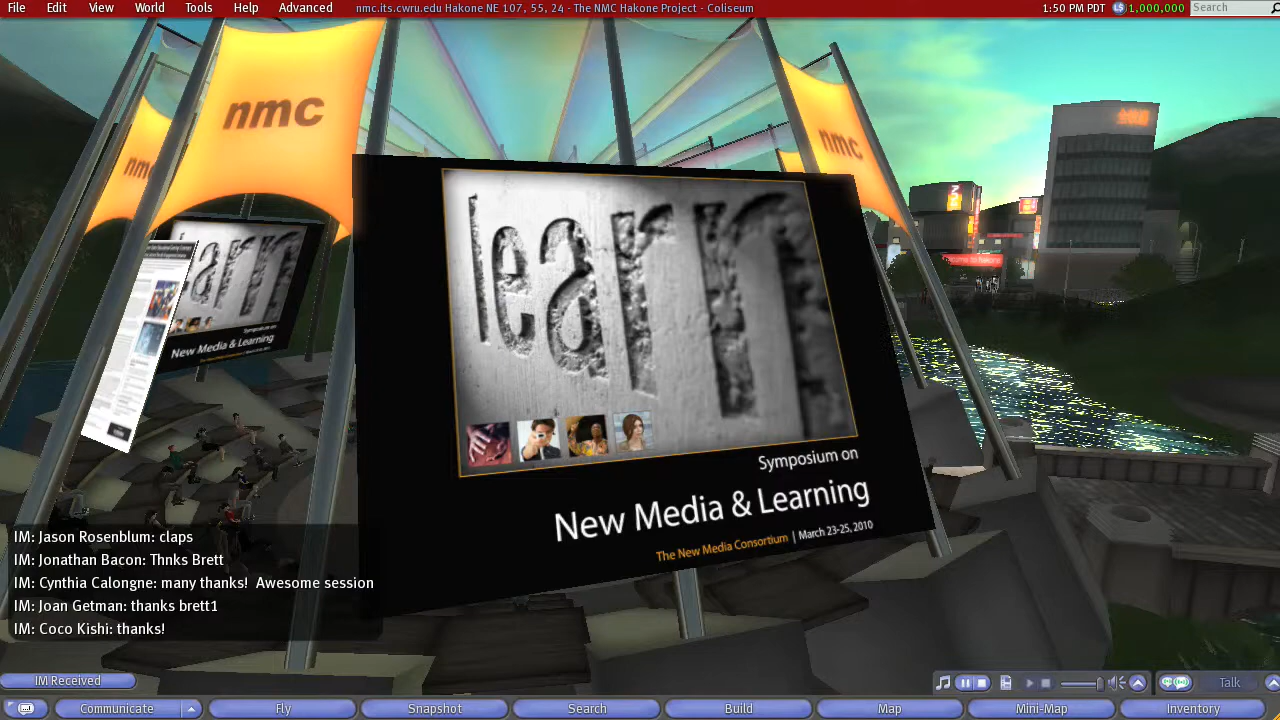 File Edit View World Tools Help Advanced
nmc.its.cwru.edu Hakone NE 107, 55, 24 - The NMC Hakone Project - Coliseum
1:50 PM PDT L$ 1,000,000 Search
nmc
nmc
nmc
learn
Symposium on
New Media & Learning
The New Media Consortium | March 23-25, 2010
learn
Symposium on
New Media & Learning
IM: Jason Rosenblum: claps
IM: Jonathan Bacon: Thnks Brett
IM: Cynthia Calongne: many thanks! Awesome session
IM: Joan Getman: thanks brett1
IM: Coco Kishi: thanks!
IM Received
Talk
Communicate Fly Snapshot Search Build Map Mini-Map Inventory